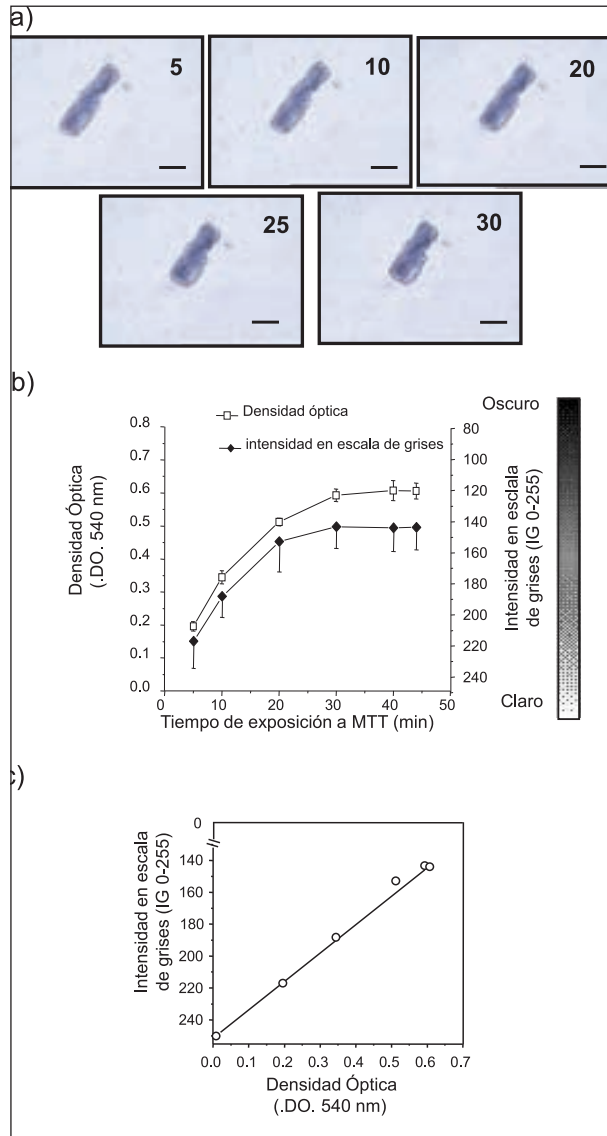 a)
5
10
20
25
30
b)
Densidad óptica
intensidad en escala de grises
Oscuro
Claro
Densidad Óptica
(.DO. 540 nm)
0.8
0.7
0.6
0.5
0.4
0.3
0.2
0.1
0.0
80
100
120
140
160
180
200
220
240
Intensidad en esclala
de grises (IG 0-255)
0 10 20 30 40 50
Tiempo de exposición a MTT (min)
c)
Intensidad en escala
de grises (IG 0-255)
0
140
160
180
200
220
240
0.0 0.1 0.2 0.3 0.4 0.5 0.6 0.7
Densidad Óptica
(.DO. 540 nm)